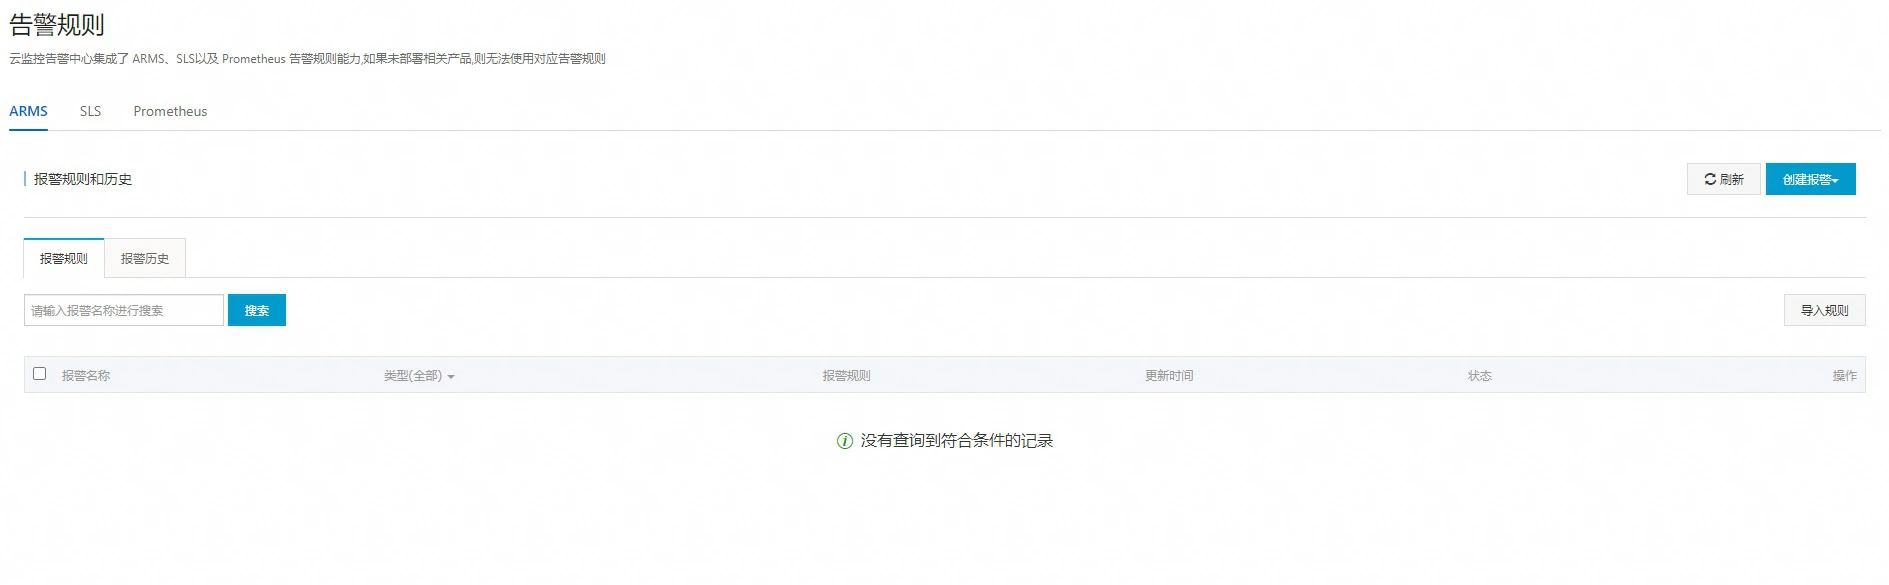 告警规则
云监控告警中心集成了 ARMS、SLS以及 Prometheus 告警规则能力,如果未部署相关产品,则无法使用对应告警规则
ARMS SLS Prometheus
报警规则和历史 刷新 创建报警
报警规则 报警历史
请输入报警名称进行搜索 搜索 导入规则
报警名称 类型(全部) 报警规则 更新时间 状态 操作
没有查询到符合条件的记录